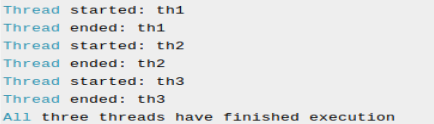 Thread started: th1
Thread ended: th1
Thread started: th2
Thread ended: th2
Thread started: th3
Thread ended: th3
All three threads have finished execution